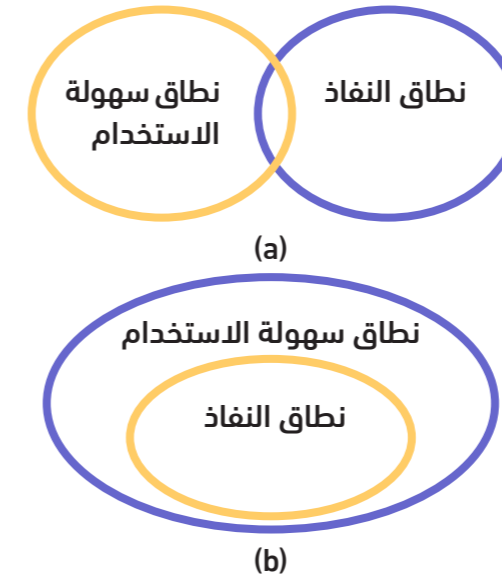 نطاق النفاذ
نطاق سهولة
الاستخدام
(a)
نطاق سهولة الاستخدام
نطاق النفاذ
(b)